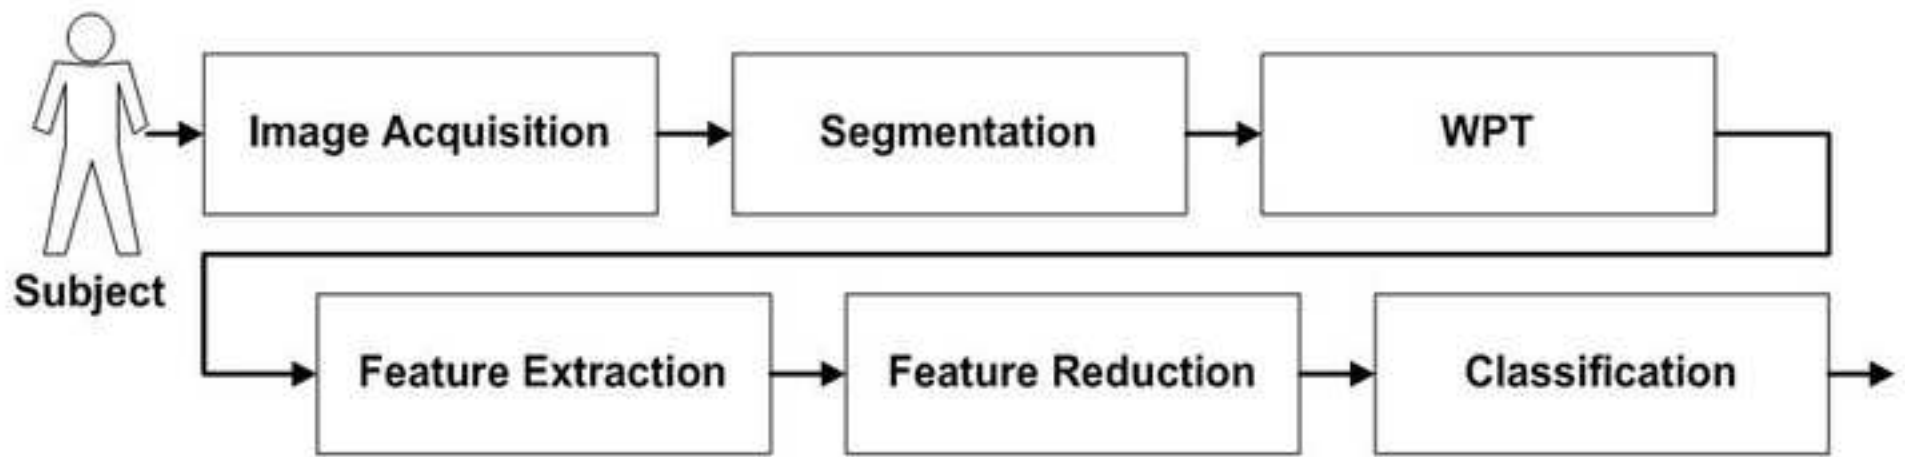 Image Acquisition
Segmentation
WPT
Subject
Feature Extraction
Feature Reduction
Classification